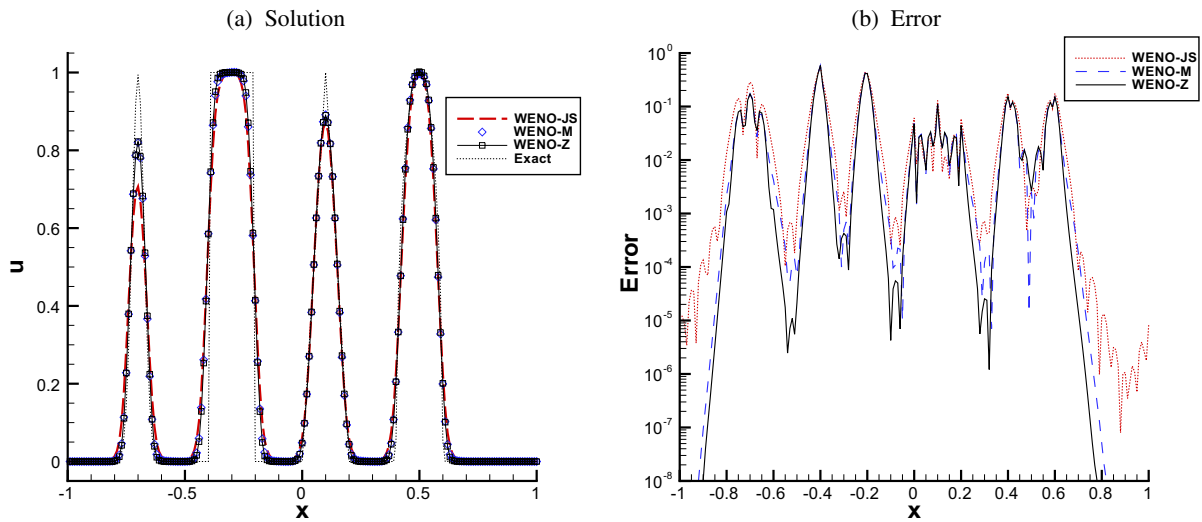 (a) Solution
u
1
0.8
0.6
0.4
0.2
0
-1
-0.5
0
0.5
1
x
WENO-JS
WENO-M
WENO-Z
Exact
(b) Error
Error
10^0
10^-1
10^-2
10^-3
10^-4
10^-5
10^-6
10^-7
10^-8
-1
-0.8
-0.6
-0.4
-0.2
0
0.2
0.4
0.6
0.8
1
x
WENO-JS
WENO-M
WENO-Z